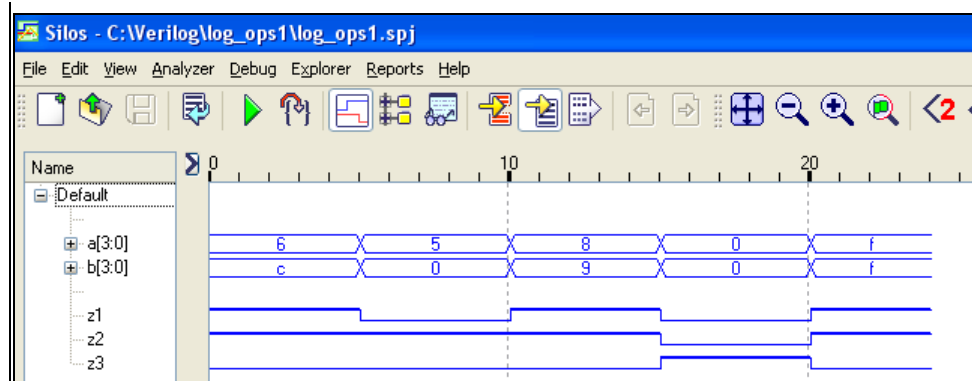 Silos - C:\Verilog\log_ops1\log_ops1.spj
File Edit View Analyzer Debug Explorer Reports Help
2
Name 0 10 20
Default
a[3:0] 6 5 8 0 f
b[3:0] c 0 9 0 f
z1
z2
z3